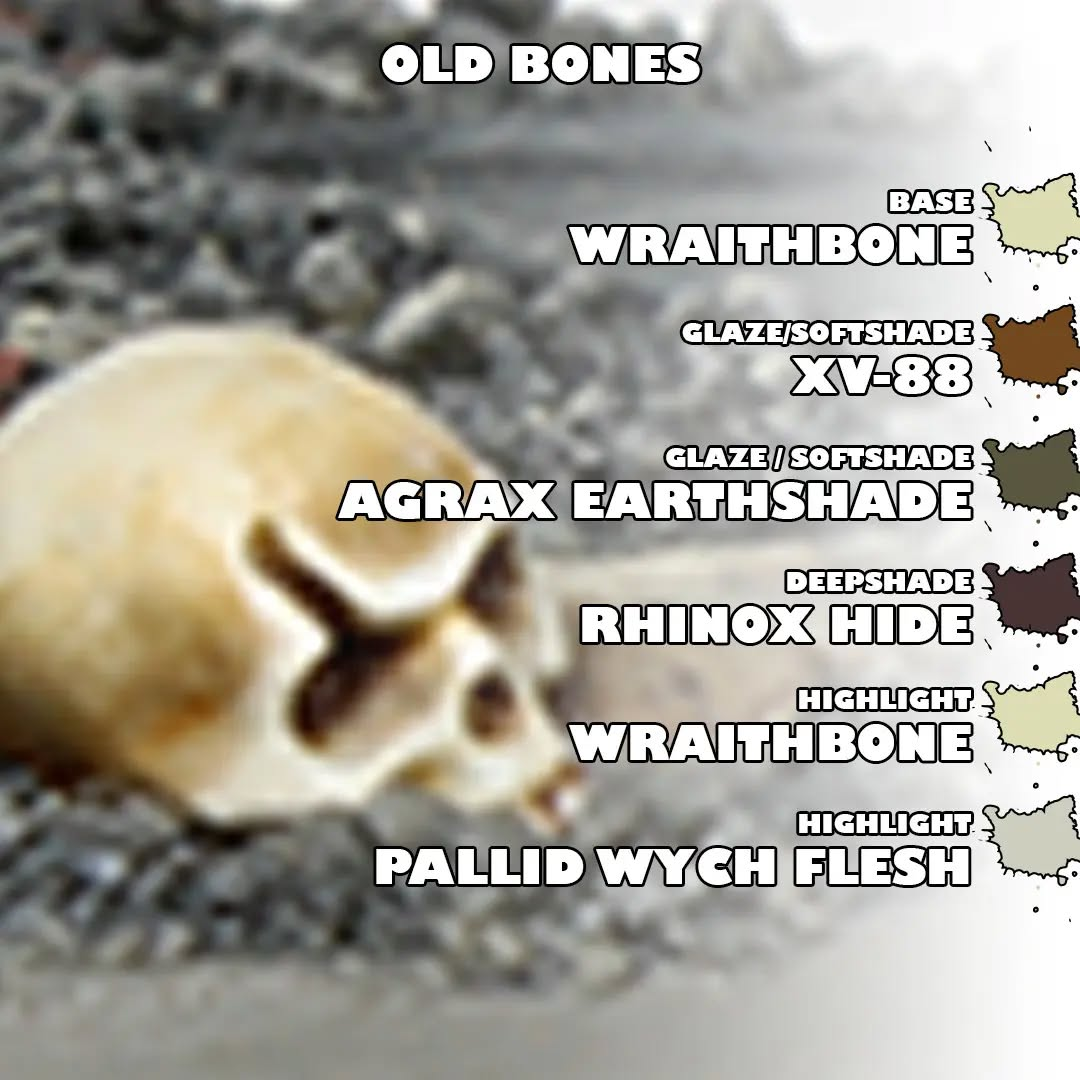 OLD BONES
BASE
WRAITHBONE
GLAZE/SOFTSHADE
XV-88
GLAZE / SOFTSHADE
AGRAX EARTHSHADE
DEEPSHADE
RHINOX HIDE
HIGHLIGHT
WRAITHBONE
HIGHLIGHT
PALLID WYCH FLESH